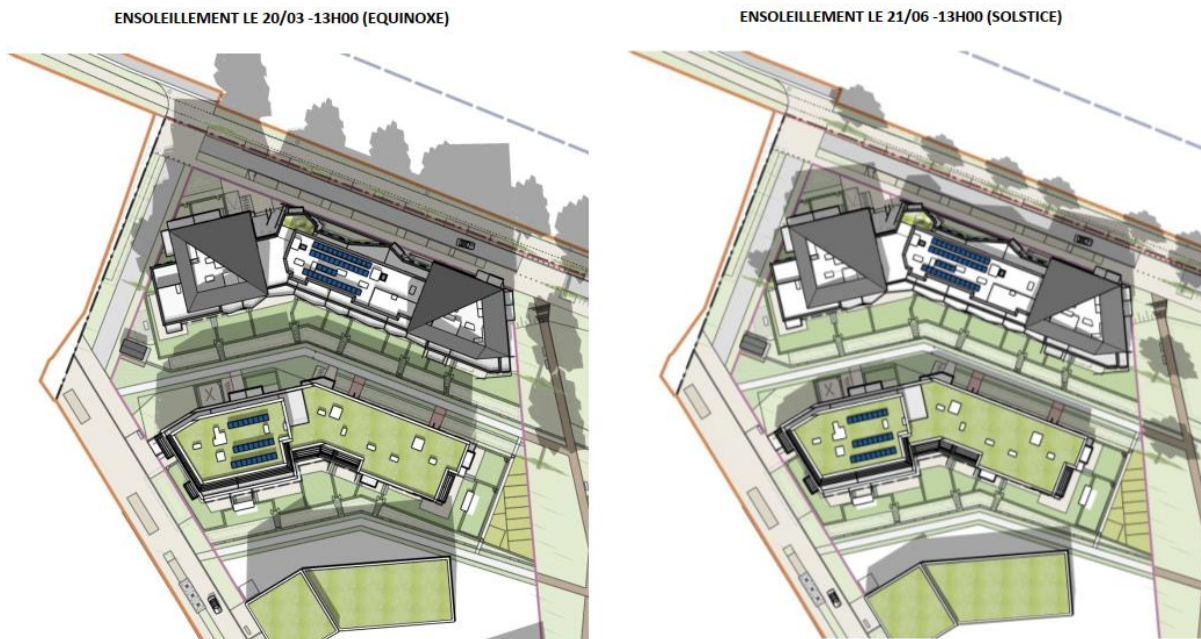 ENSOLEILLEMENT LE 20/03 -13H00 (EQUINOXE)
ENSOLEILLEMENT LE 21/06 -13H00 (SOLSTICE)